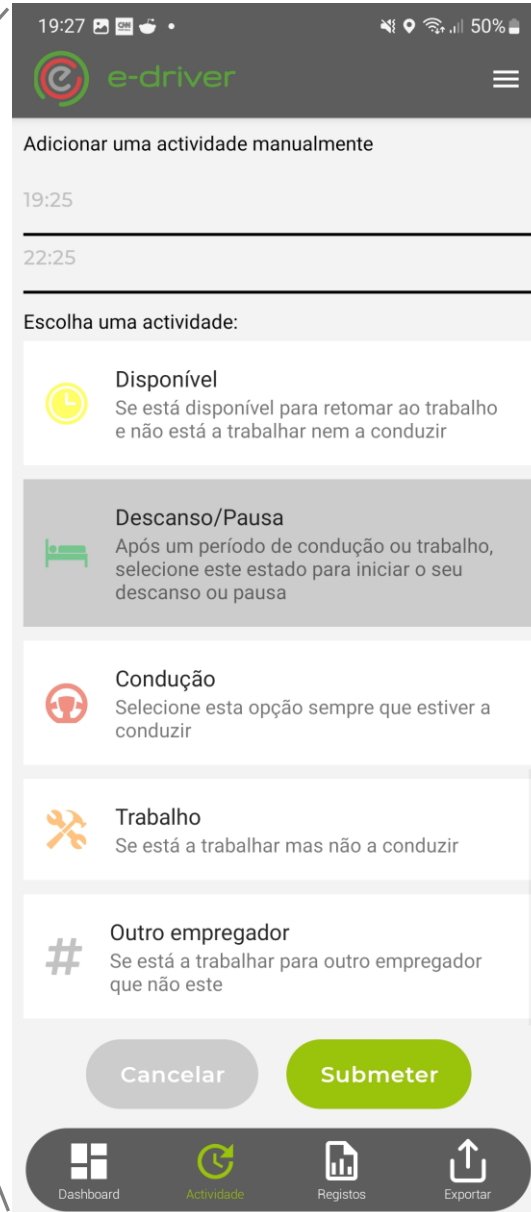 19:27
50%
e-driver
Adicionar uma actividade manualmente
19:25
22:25
Escolha uma actividade:
Disponível
Se está disponível para retomar ao trabalho
e não está a trabalhar nem a conduzir
Descanso/Pausa
Após um período de condução ou trabalho,
selecione este estado para iniciar o seu
descanso ou pausa
Condução
Selecione esta opção sempre que estiver a
conduzir
Trabalho
Se está a trabalhar mas não a conduzir
# Outro empregador
Se está a trabalhar para outro empregador
que não este
Cancelar Submeter
Dashboard Actividade Registos Exportar